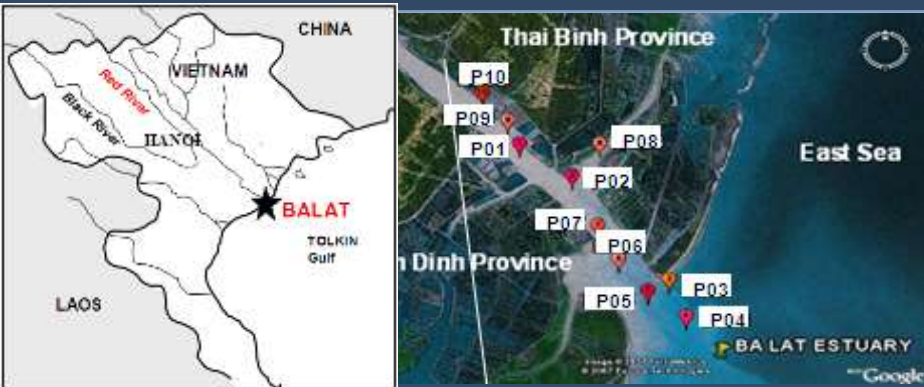 CHINA
VIETNAM
Red River
Black River
HANOI
BALAT
TOLKIN
Gulf
LAOS
Thai Binh Province
P10
P09
P01
P08
P02
East Sea
P07
P06
n Dinh Province
P03
P05
P04
BA LAT ESTUARY
Google